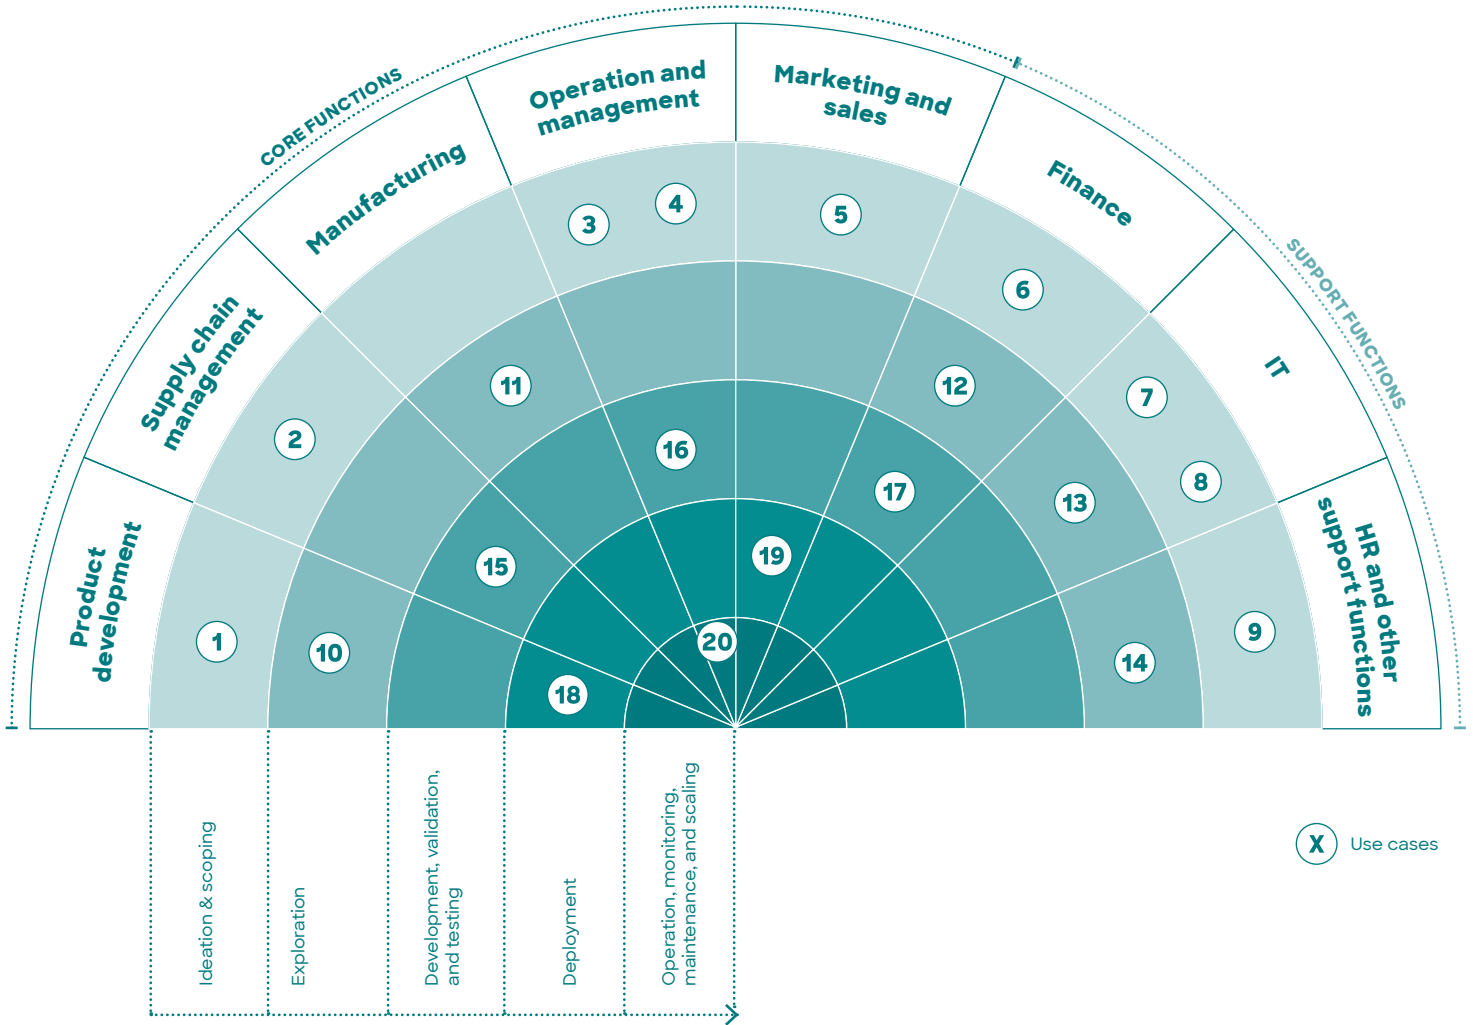 CORE FUNCTIONS
SUPPORT FUNCTIONS
Product
development
Supply chain
management
Manufacturing
Operation and
management
Marketing and
sales
Finance
IT
HR and other
support functions
1
2
3
4
5
6
7
8
9
10
11
12
13
14
15
16
17
18
19
20
Ideation & scoping
Exploration
Development, validation,
and testing
Deployment
Operation, monitoring,
maintenance, and scaling
X Use cases